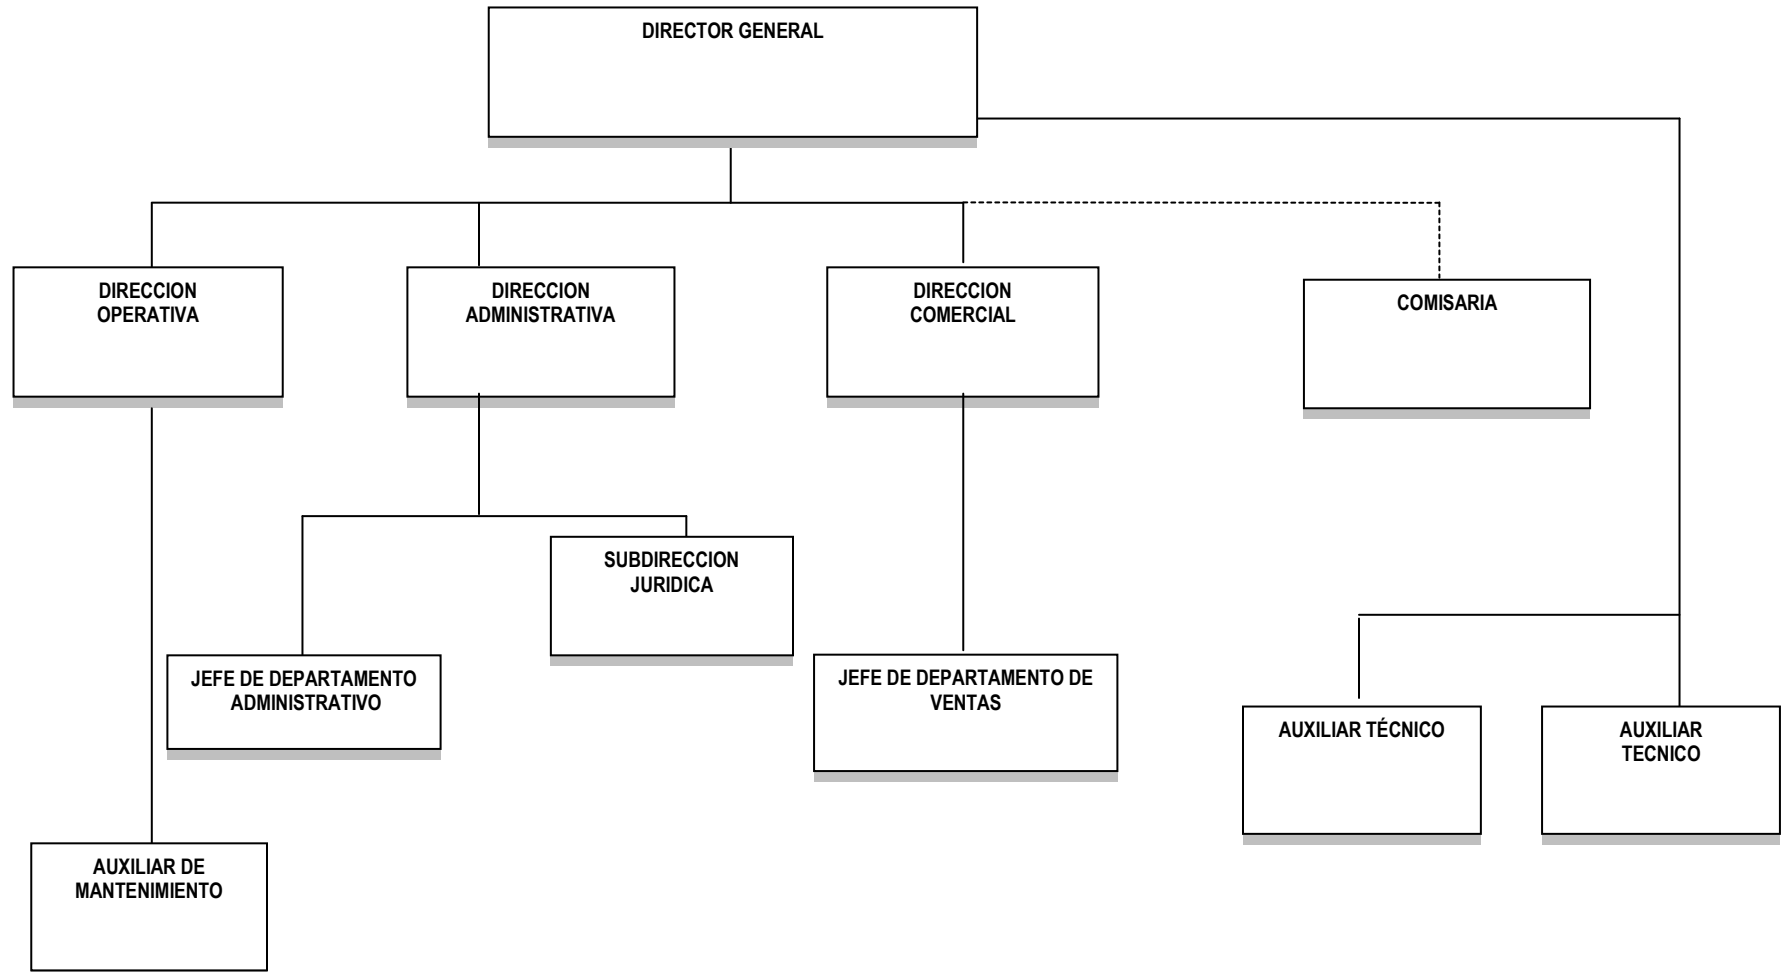 DIRECTOR GENERAL
DIRECCION
OPERATIVA
DIRECCION
ADMINISTRATIVA
DIRECCION
COMERCIAL
COMISARIA
SUBDIRECCION
JURIDICA
JEFE DE DEPARTAMENTO
ADMINISTRATIVO
JEFE DE DEPARTAMENTO DE
VENTAS
AUXILIAR TÉCNICO
AUXILIAR
TECNICO
AUXILIAR DE
MANTENIMIENTO